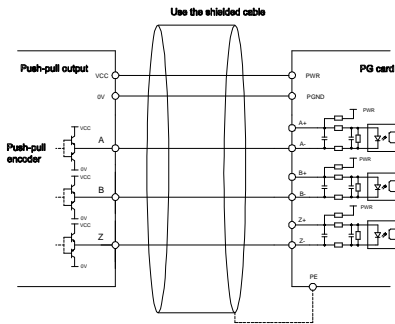 Use the shielded cable
Push-pull output
PG card
VCC
PWR
0V
PGND
PWR
A+
VCC
Push-pull
encoder
A
A-
0V
PWR
VCC
B+
B
B-
0V
PWR
VCC
Z+
Z
Z-
0V
PE